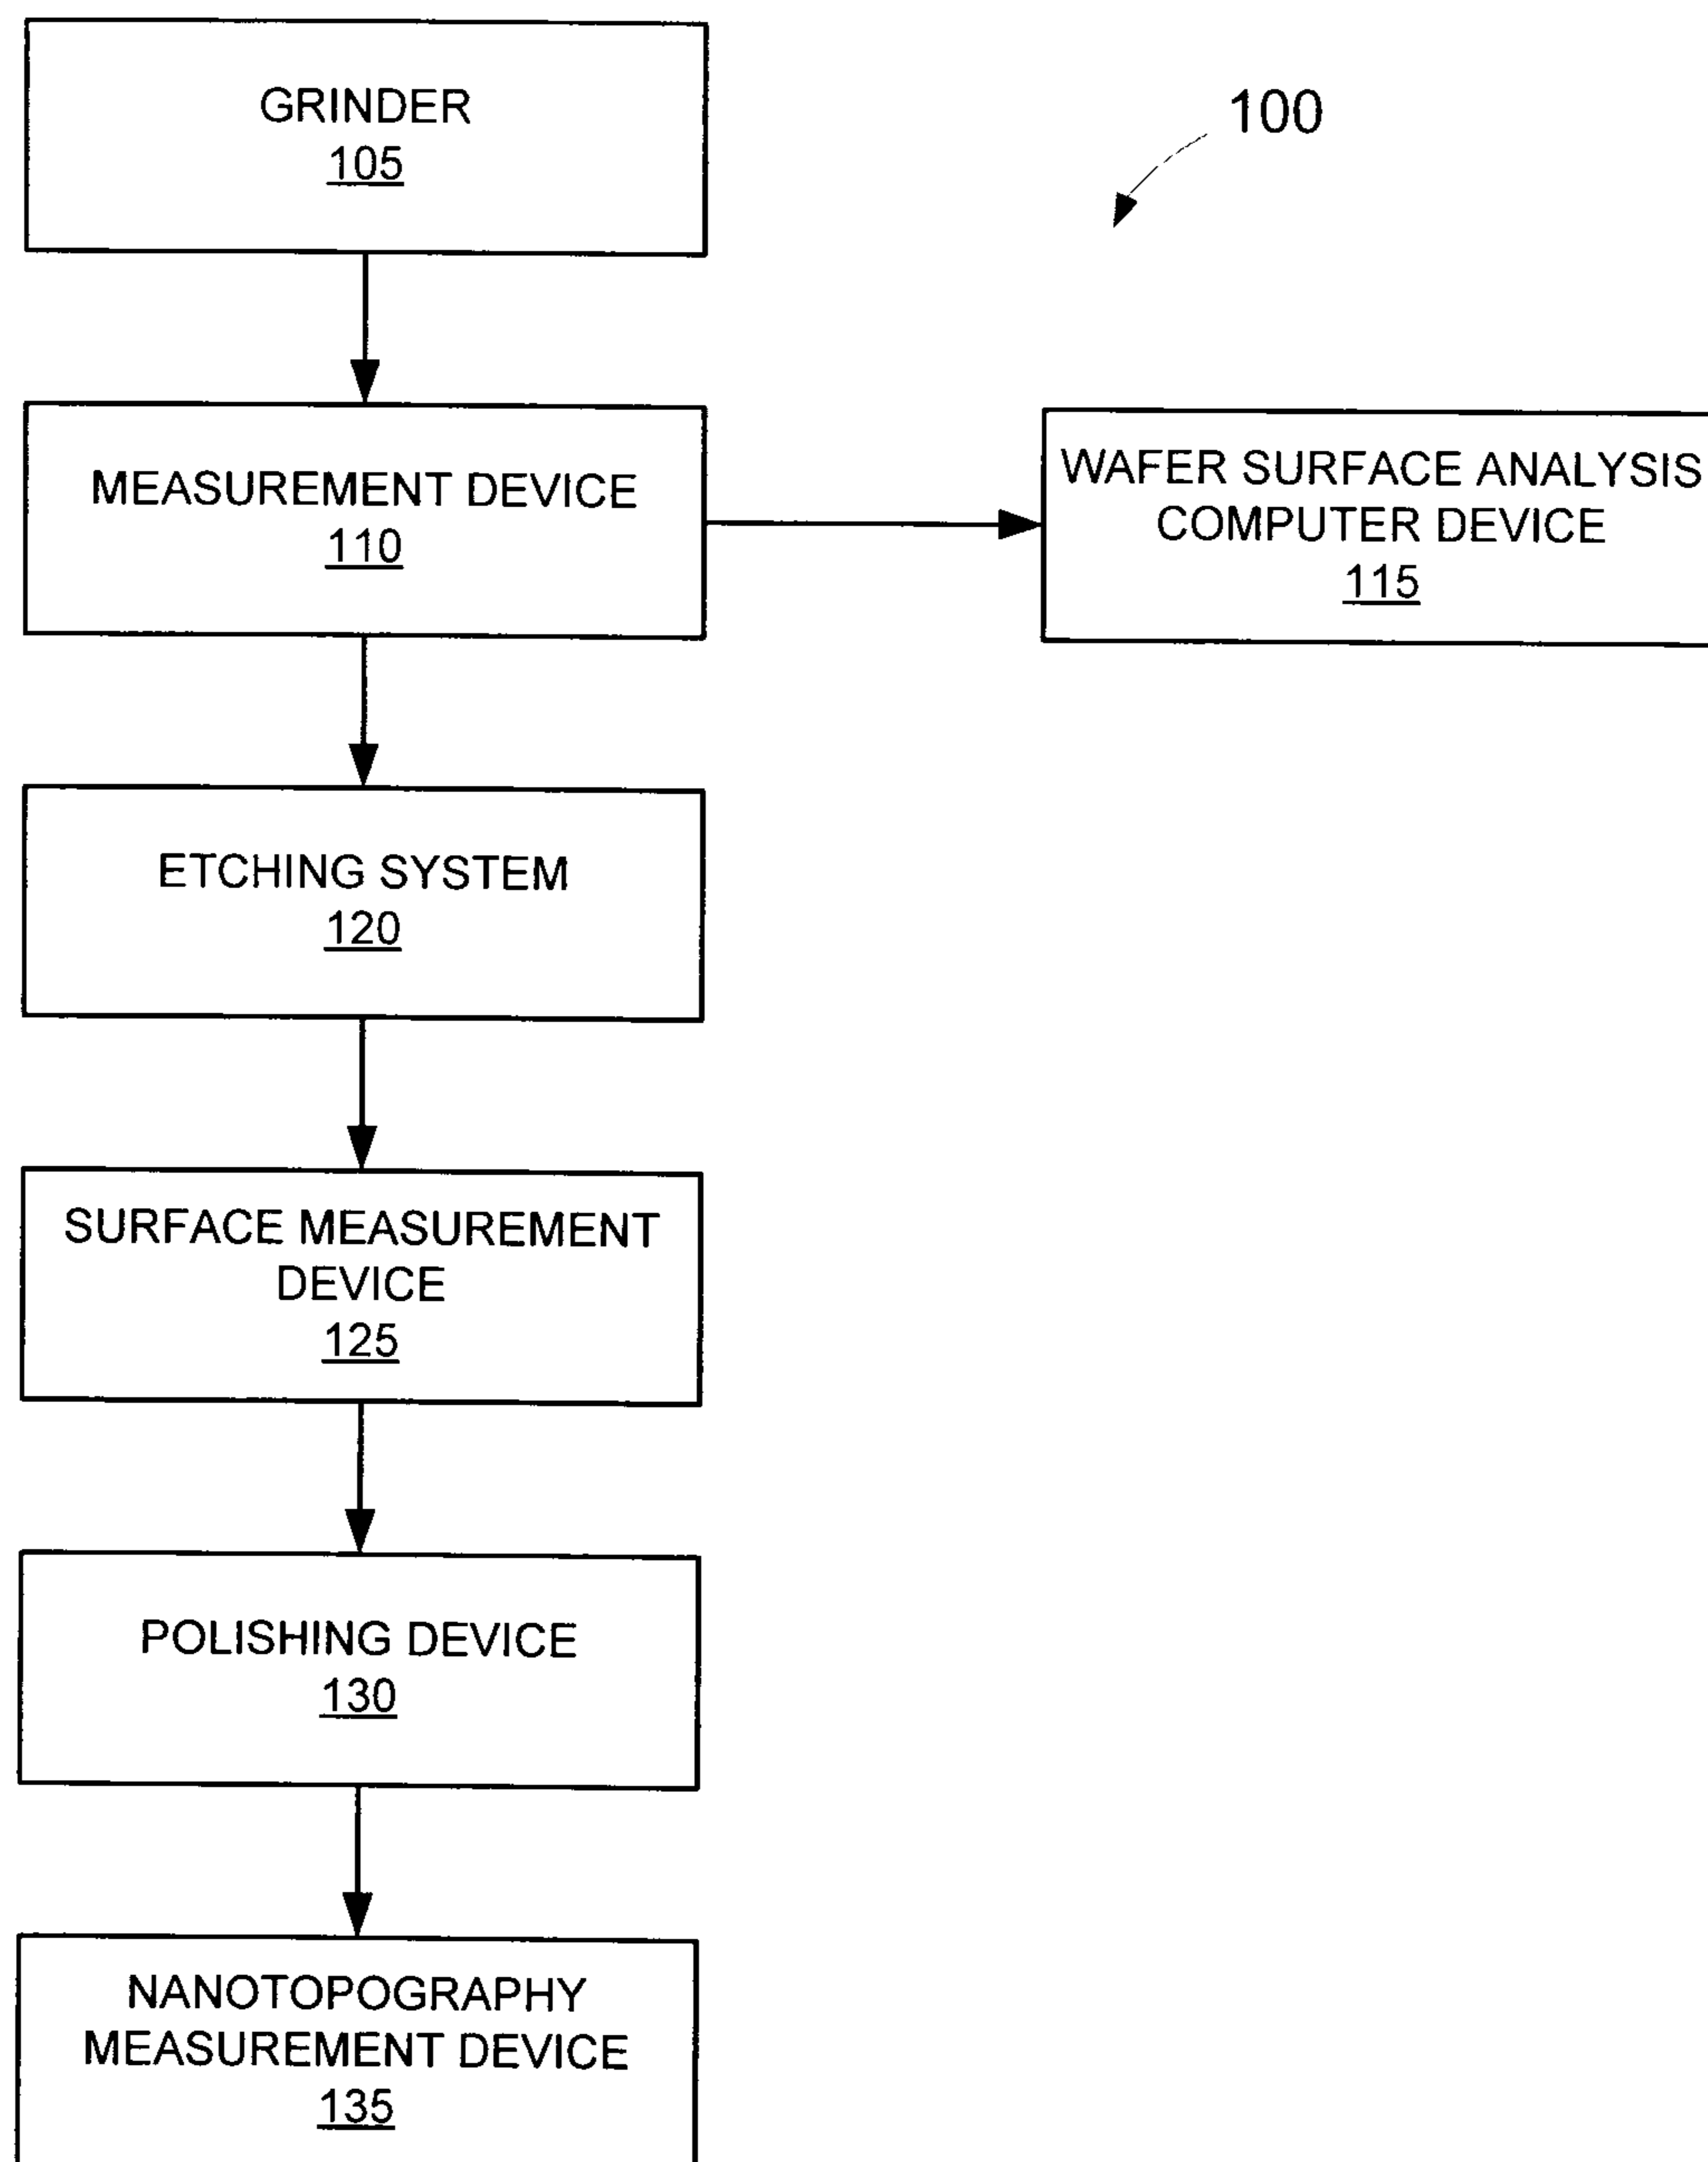 GRINDER
105
100
MEASUREMENT DEVICE
110
WAFER SURFACE ANALYSIS
COMPUTER DEVICE
115
ETCHING SYSTEM
120
SURFACE MEASUREMENT
DEVICE
125
POLISHING DEVICE
130
NANOTOPOGRAPHY
MEASUREMENT DEVICE
135